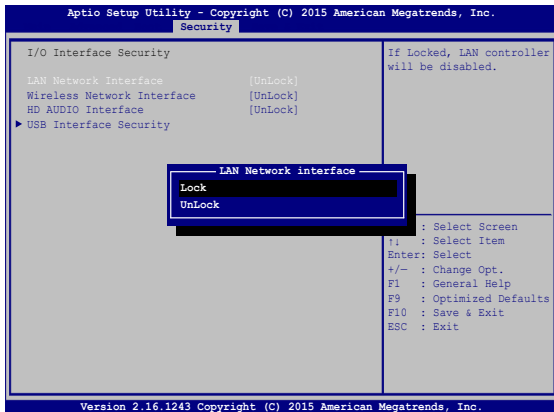 Aptio Setup Utility - Copyright (C) 2015 American Megatrends, Inc.
Security
I/O Interface Security
LAN Network Interface [UnLock]
Wireless Network Interface [UnLock]
HD AUDIO Interface [UnLock]
▶ USB Interface Security
If Locked, LAN controller
will be disabled.
LAN Network interface
Lock
UnLock
: Select Screen
↑↓ : Select Item
Enter: Select
+/— : Change Opt.
F1 : General Help
F9 : Optimized Defaults
F10 : Save & Exit
ESC : Exit
Version 2.16.1243 Copyright (C) 2015 American Megatrends, Inc.